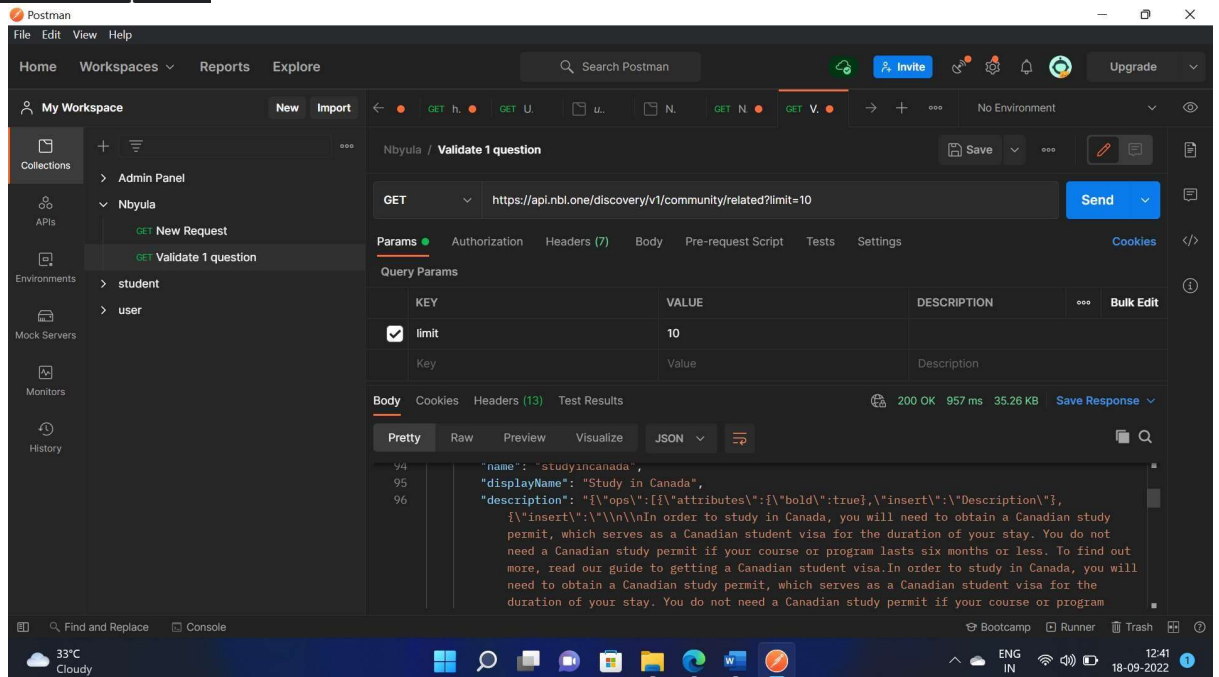 Postman
File Edit View Help
Home Workspaces Reports Explore Search Postman Invite Upgrade
My Workspace New Import GET h. GET U. u.. N. GET N. GET V. No Environment
Collections
Nbyula / Validate 1 question Save
Admin Panel
Nbyula
GET https://api.nbl.one/discovery/v1/community/related?limit=10 Send
APIs
GET New Request
Params Authorization Headers (7) Body Pre-request Script Tests Settings Cookies
GET Validate 1 question
Query Params
Environments
student
KEY VALUE DESCRIPTION Bulk Edit
user
limit 10
Mock Servers
Key Value Description
Monitors
Body Cookies Headers (13) Test Results 200 OK 957 ms 35.26 KB Save Response
History
Pretty Raw Preview Visualize JSON
94 "name": "studyincanada",
95 "displayName": "Study in Canada",
96 "description": "{\"ops\":[{\"attributes\":{\"bold\":true},\"insert\":\"Description\"},
{\"insert\":\"\\n\\nIn order to study in Canada, you will need to obtain a Canadian study
permit, which serves as a Canadian student visa for the duration of your stay. You do not
need a Canadian study permit if your course or program lasts six months or less. To find out
more, read our guide to getting a Canadian student visa.In order to study in Canada, you will
need to obtain a Canadian study permit, which serves as a Canadian student visa for the
duration of your stay. You do not need a Canadian study permit if your course or program
Find and Replace Console Bootcamp Runner Trash
33°C
Cloudy
ENG
IN
12:41
18-09-2022
1